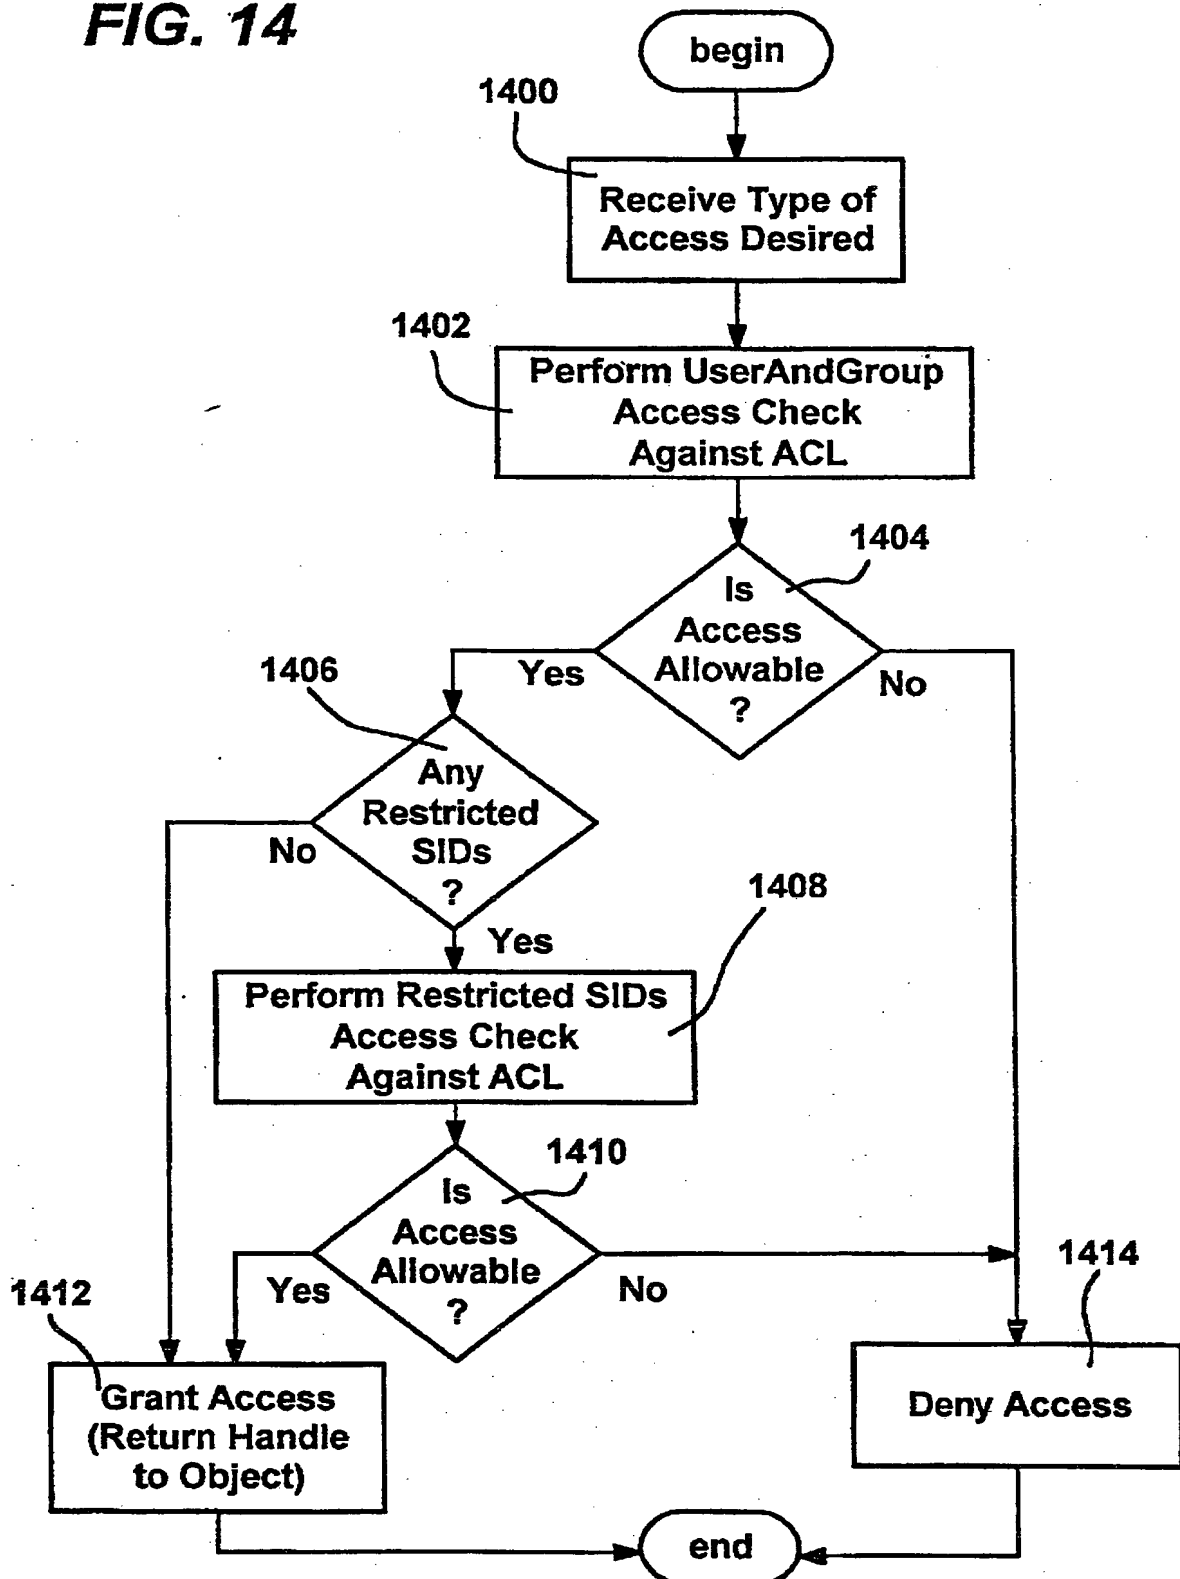 FIG. 14
begin
1400
Receive Type of
Access Desired
1402
Perform UserAndGroup
Access Check
Against ACL
1404
Is
Access
Allowable
?
Yes
No
1406
Any
Restricted
SIDs
?
No
Yes
1408
Perform Restricted SIDs
Access Check
Against ACL
1410
Is
Access
Allowable
?
Yes
No
1412
Grant Access
(Return Handle
to Object)
1414
Deny Access
end